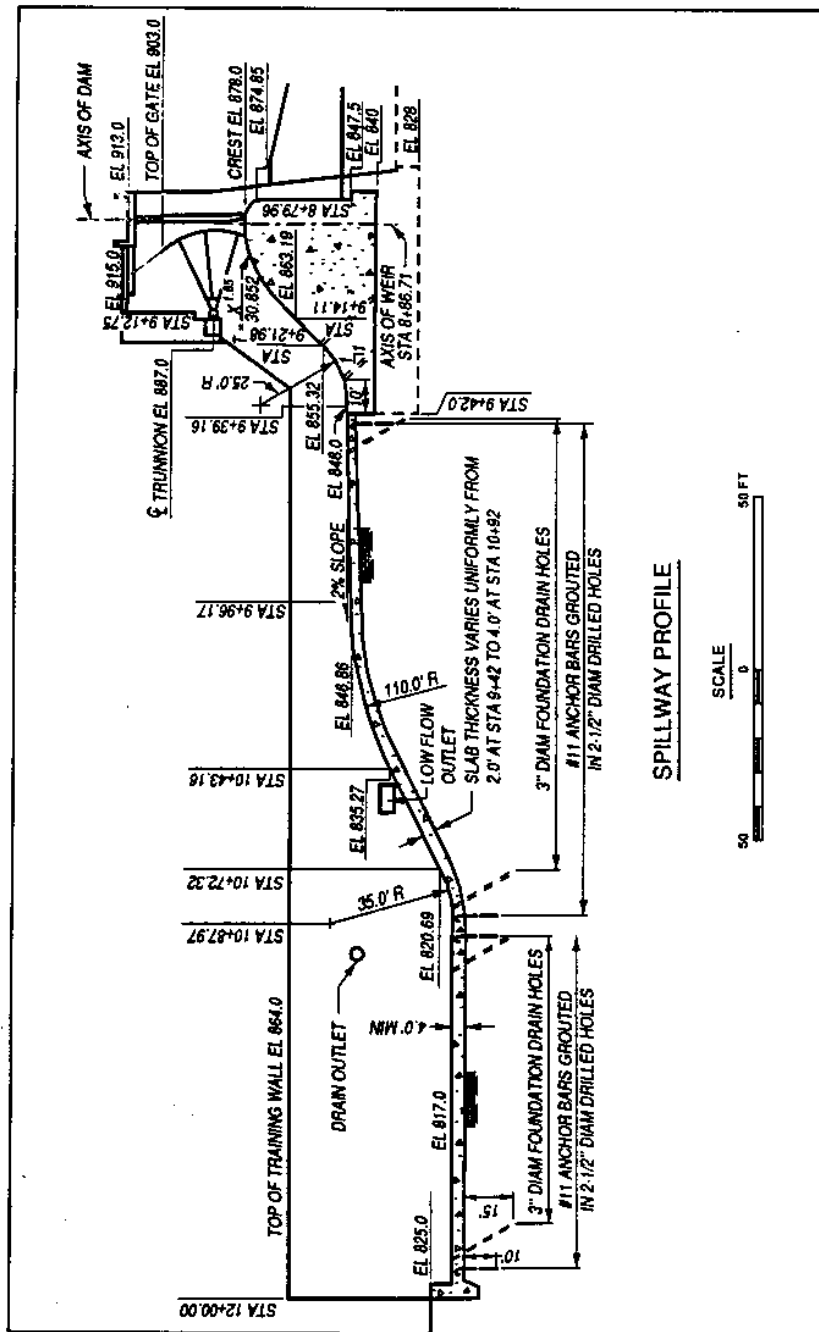 AXIS OF DAM
EL 913.0
TOP OF GATE EL 903.0
EL 915.0
STA 9+12.75
CREST EL 878.0
EL 874.85
℄ TRUNNION EL 887.0
25.0' R
STA 8+79.96
EL 863.19
EL 847.5
EL 840
EL 828
STA 9+21.98
STA 9+14.11
11
AXIS OF WEIR
STA 8+86.71
10'
STA 9+39.16
EL 855.32
EL 848.0
STA 9+42.0
2% SLOPE
STA 9+96.17
EL 846.86
110.0' R
STA 10+43.16
EL 835.27
LOW FLOW
OUTLET
SLAB THICKNESS VARIES UNIFORMLY FROM
2.0' AT STA 9+42 TO 4.0' AT STA 10+92
STA 10+72.32
35.0' R
STA 10+87.97
EL 820.69
3" DIAM FOUNDATION DRAIN HOLES
#11 ANCHOR BARS GROUTED
IN 2-1/2" DIAM DRILLED HOLES
TOP OF TRAINING WALL EL 864.0
DRAIN OUTLET
4.0' MIN
EL 817.0
EL 825.0
STA 12+00.00
15'
10'
3" DIAM FOUNDATION DRAIN HOLES
#11 ANCHOR BARS GROUTED
IN 2-1/2" DIAM DRILLED HOLES
SPILLWAY PROFILE
SCALE
50 0 50 FT